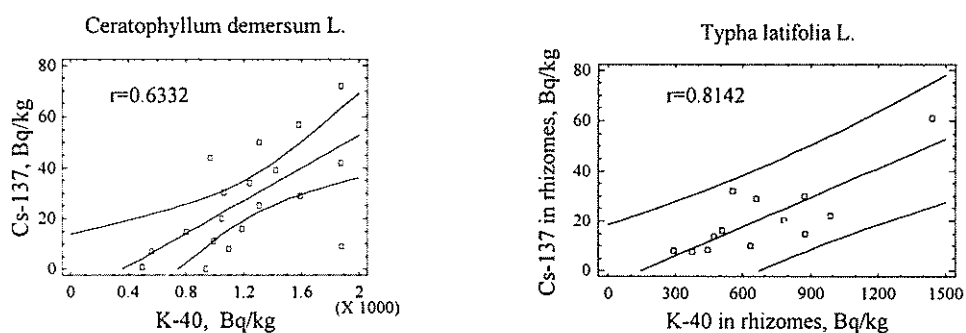 Ceratophyllum demersum L.
80
60
40
20
0
Cs-137, Bq/kg
r=0.6332
0
0.4
0.8
1.2
1.6
2
(X 1000)
K-40, Bq/kg
Typha latifolia L.
80
60
40
20
0
Cs-137 in rhizomes, Bq/kg
r=0.8142
0
300
600
900
1200
1500
K-40 in rhizomes, Bq/kg